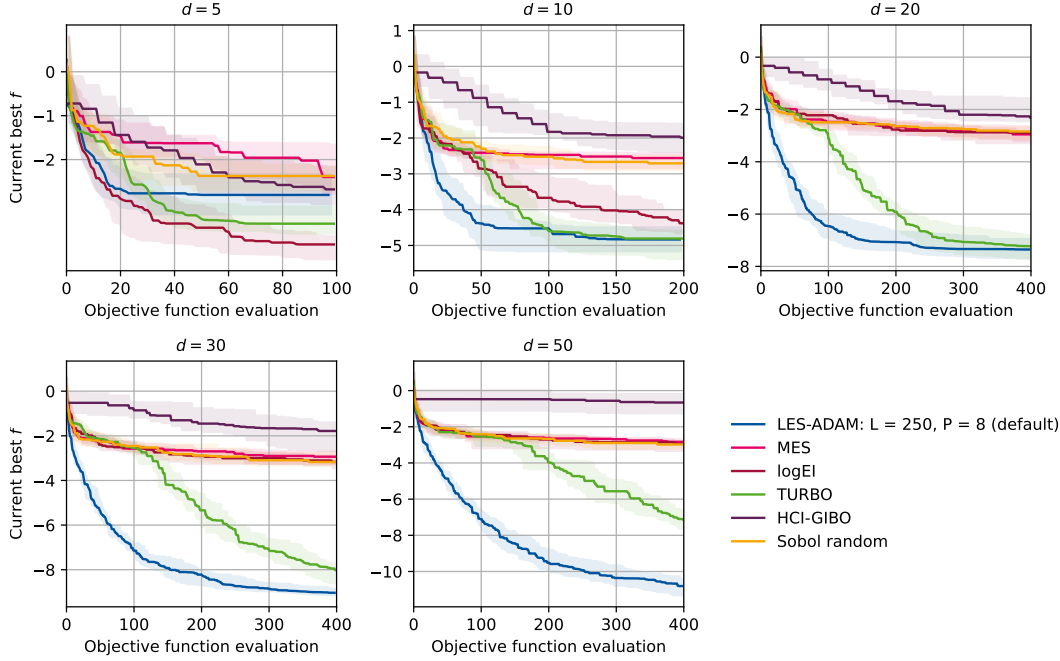 d = 5
d = 10
d = 20
Current best f
0
−1
−2
0 20 40 60 80 100
Objective function evaluation
1
0
−1
−2
−3
−4
−5
0 50 100 150 200
Objective function evaluation
0
−2
−4
−6
−8
0 100 200 300 400
Objective function evaluation
d = 30
d = 50
Current best f
0
−2
−4
−6
−8
0 100 200 300 400
Objective function evaluation
0
−2
−4
−6
−8
−10
0 100 200 300 400
Objective function evaluation
LES-ADAM: L = 250, P = 8 (default)
MES
logEI
TURBO
HCI-GIBO
Sobol random